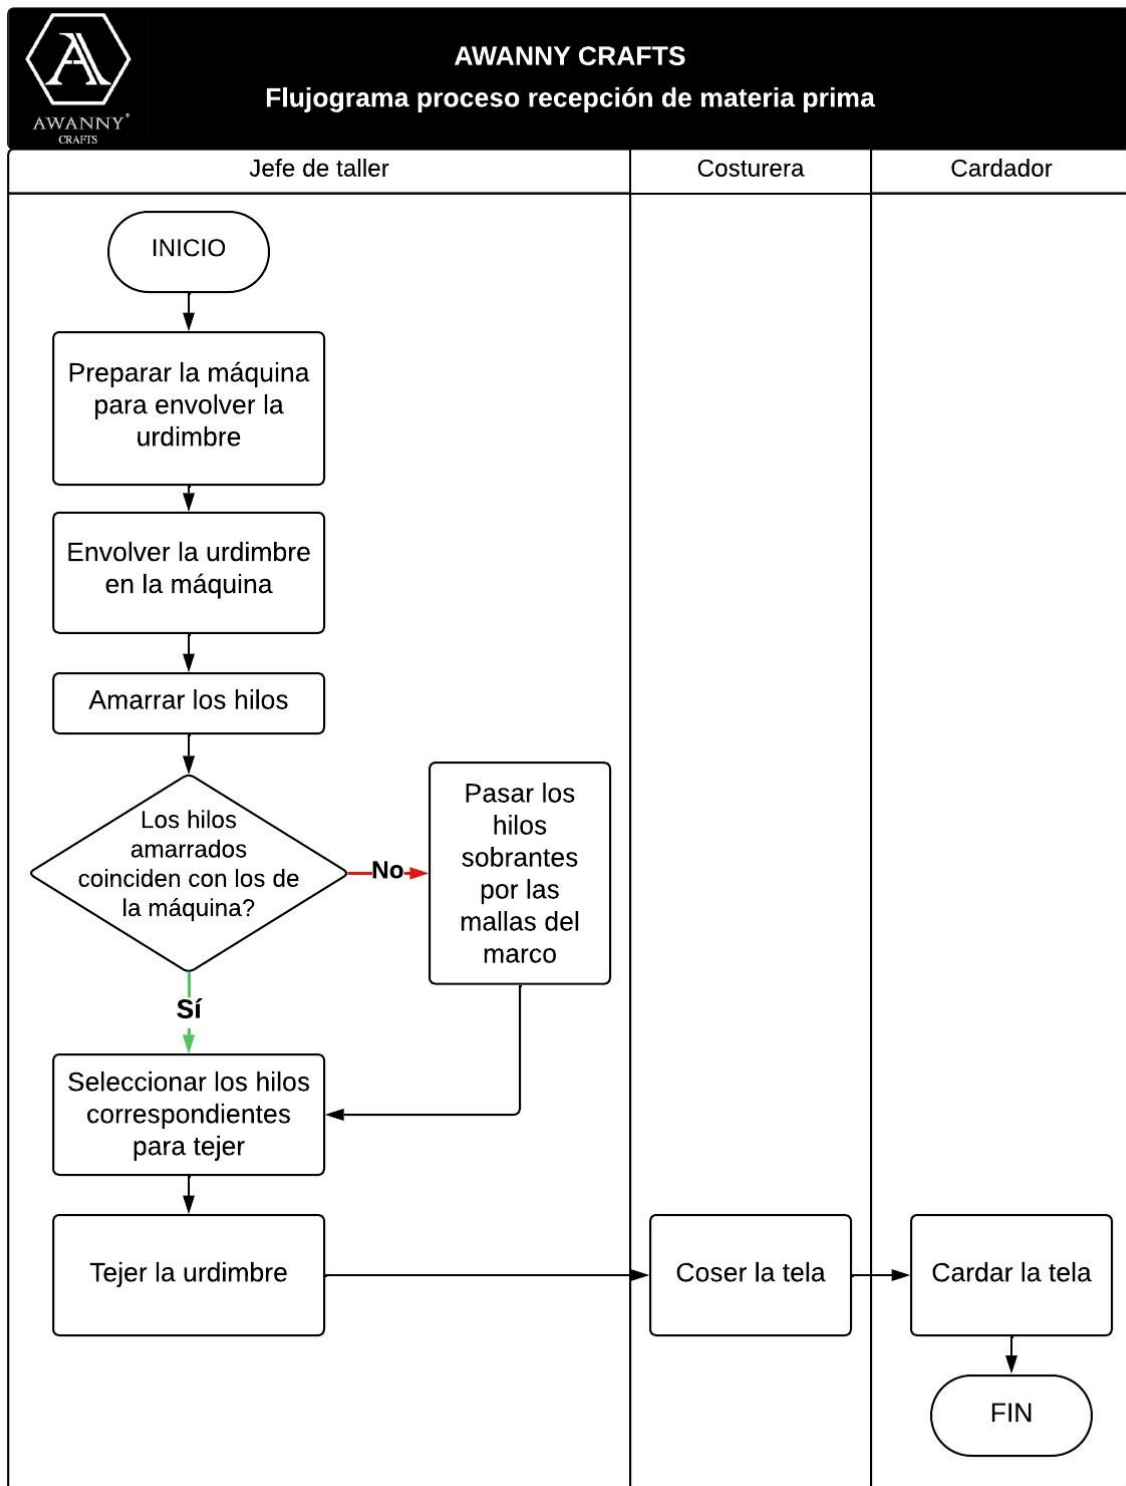 AWANNY®
CRAFTS
AWANNY CRAFTS
Flujograma proceso recepción de materia prima
Jefe de taller
Costurera
Cardador
INICIO
Preparar la máquina
para envolver la
urdimbre
Envolver la urdimbre
en la máquina
Amarrar los hilos
Los hilos
amarrados
coinciden con los de
la máquina?
No
Pasar los
hilos
sobrantes
por las
mallas del
marco
Sí
Seleccionar los hilos
correspondientes
para tejer
Tejer la urdimbre
Coser la tela
Cardar la tela
FIN